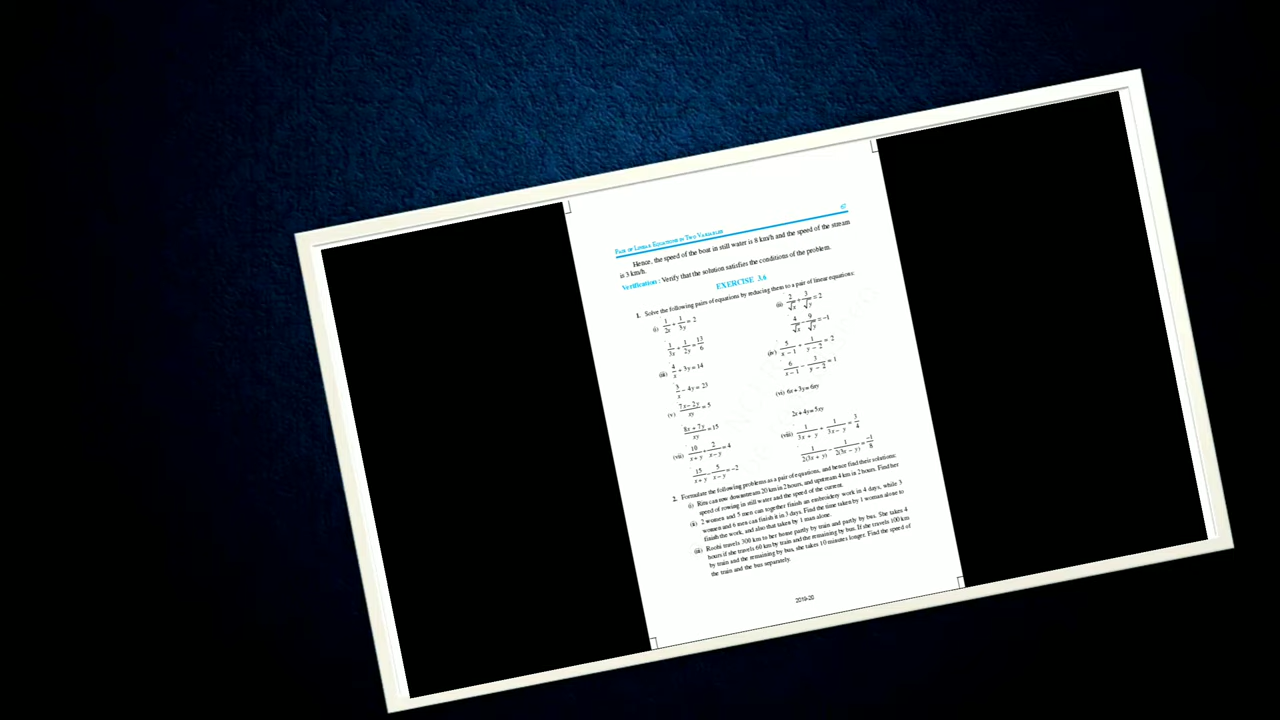 67
PAIR OF LINEAR EQUATIONS IN TWO VARIABLES
Hence, the speed of the boat in still water is 8 km/h and the speed of the stream
is 3 km/h.
Verification : Verify that the solution satisfies the conditions of the problem.
EXERCISE 3.6
1. Solve the following pairs of equations by reducing them to a pair of linear equations:
(i) 1/2x + 1/3y = 2
1/3x + 1/2y = 13/6
(ii) 2/√x + 3/√y = 2
4/√x − 9/√y = −1
(iii) 4/x + 3y = 14
3/x − 4y = 23
(iv) 5/x − 1 + 1/y − 2 = 2
6/x − 1 − 3/y − 2 = 1
(v) 7x − 2y/xy = 5
8x + 7y/xy = 15
(vi) 6x + 3y = 6xy
2x + 4y = 5xy
(vii) 10/x + y + 2/x − y = 4
15/x + y − 5/x − y = −2
(viii) 1/3x + y + 1/3x − y = 3/4
1/2(3x + y) − 1/2(3x − y) = −1/8
2. Formulate the following problems as a pair of equations, and hence find their solutions:
(i) Ritu can row downstream 20 km in 2 hours, and upstream 4 km in 2 hours. Find her
speed of rowing in still water and the speed of the current.
(ii) 2 women and 5 men can together finish an embroidery work in 4 days, while 3
women and 6 men can finish it in 3 days. Find the time taken by 1 woman alone to
finish the work, and also that taken by 1 man alone.
(iii) Roohi travels 300 km to her home partly by train and partly by bus. She takes 4
hours if she travels 60 km by train and the remaining by bus. If she travels 100 km
by train and the remaining by bus, she takes 10 minutes longer. Find the speed of
the train and the bus separately.
2019-20